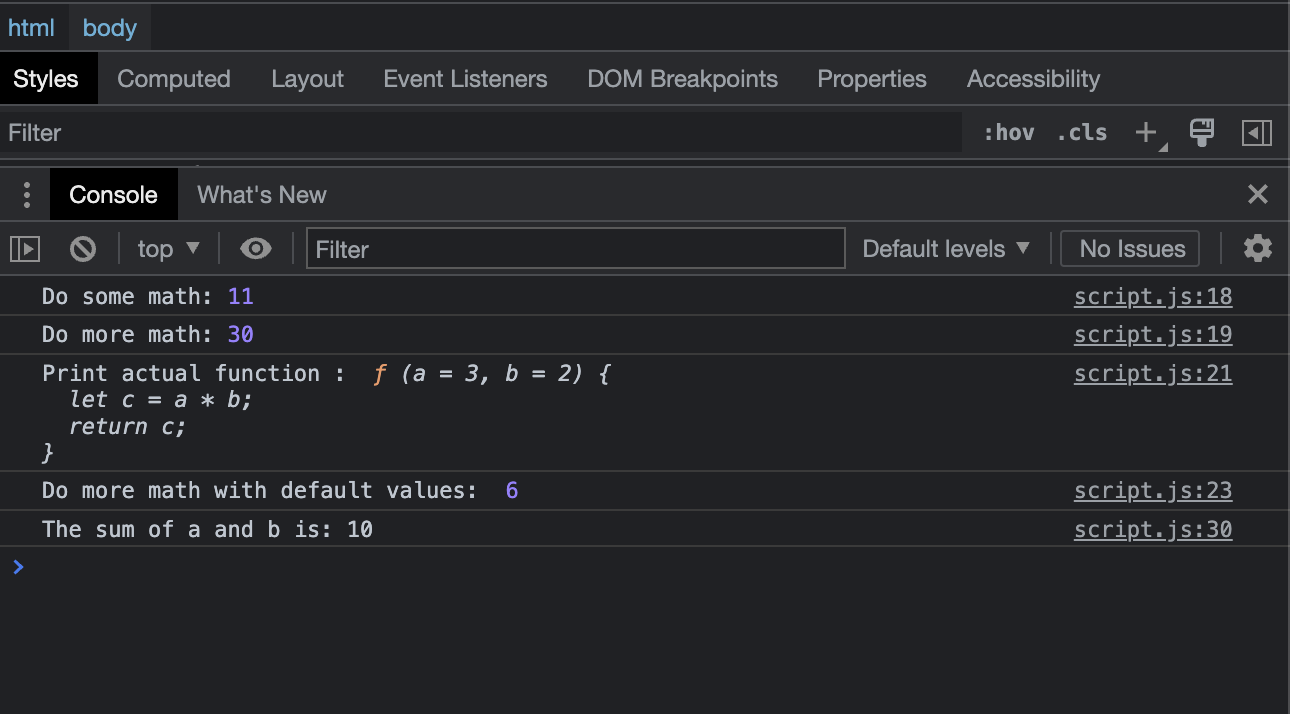 html body
Styles Computed Layout Event Listeners DOM Breakpoints Properties Accessibility
Filter :hov .cls
Console What's New
top Filter Default levels No Issues
Do some math: 11 script.js:18
Do more math: 30 script.js:19
Print actual function :  ƒ (a = 3, b = 2) { script.js:21
let c = a * b;
return c;
}
Do more math with default values:  6 script.js:23
The sum of a and b is: 10 script.js:30